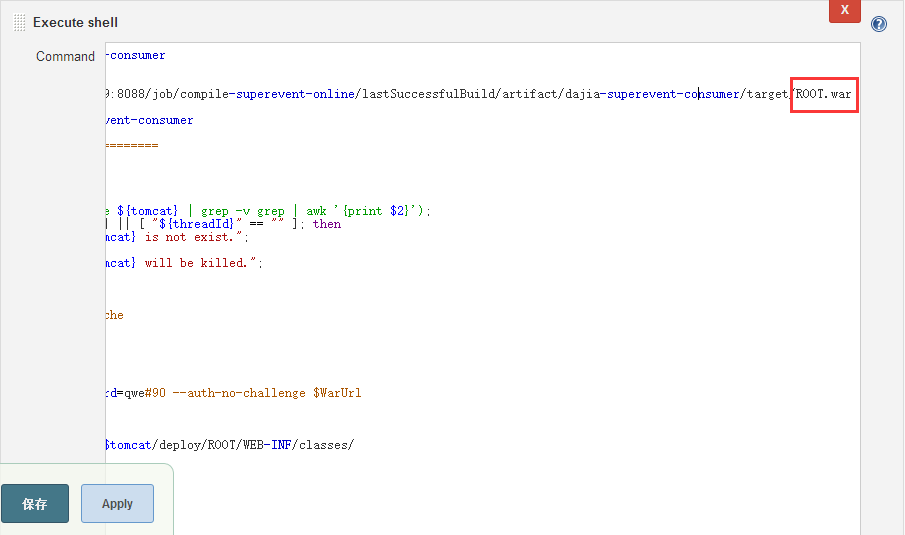 Execute shell
X
?
Command
-consumer
9:8088/job/compile-superevent-online/lastSuccessfulBuild/artifact/dajia-superevent-consumer/target/ROOT.war
vent-consumer
=========
e ${tomcat} | grep -v grep | awk '{print $2}');
] || [ "${threadId}" == "" ]; then
mcat} is not exist.";
mcat} will be killed.";
che
rd=qwe#90 --auth-no-challenge $WarUrl
$tomcat/deploy/ROOT/WEB-INF/classes/
保存
Apply